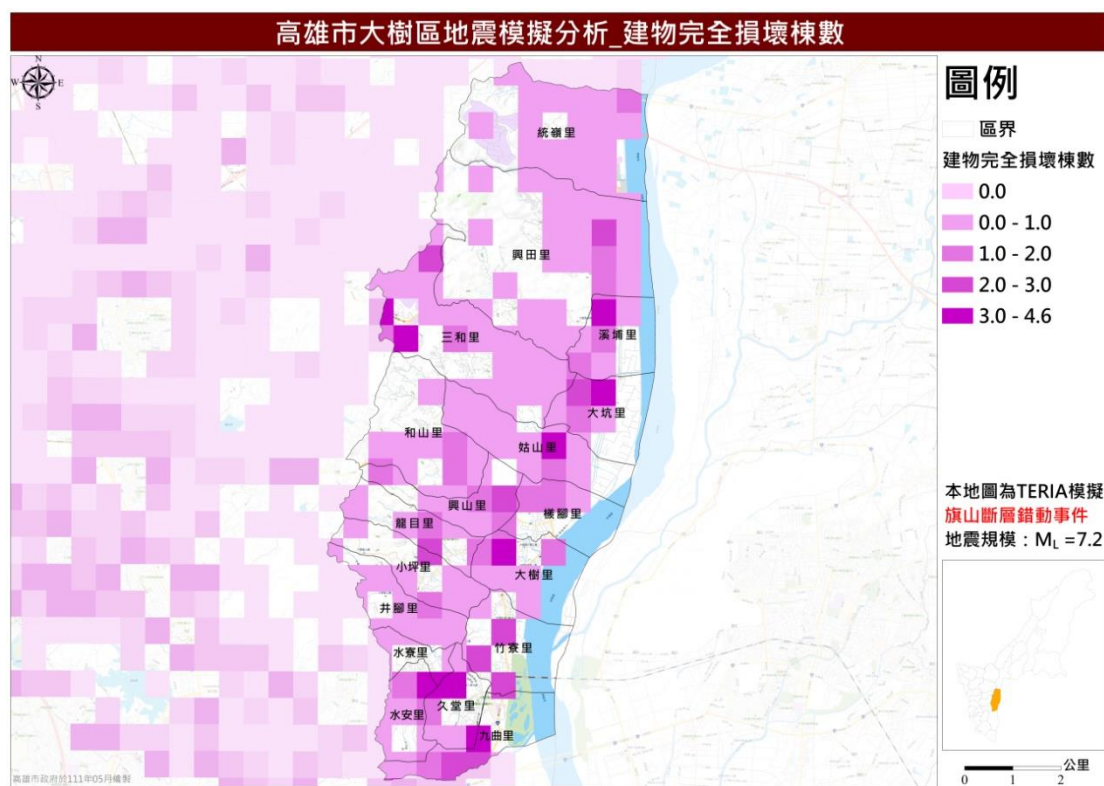 高雄市大樹區地震模擬分析_建物完全損壞棟數
N
W
E
S
統嶺里
興田里
溪埔里
三和里
大坑里
和山里
姑山里
興山里
樣腳里
龍目里
小坪里
大樹里
井腳里
水寮里
竹寮里
久堂里
水安里
九曲里
高雄市政府於111年05月繪製
圖例
區界
建物完全損壞棟數
0.0
0.0 - 1.0
1.0 - 2.0
2.0 - 3.0
3.0 - 4.6
本地圖為TERIA模擬
旗山斷層錯動事件
地震規模：ML =7.2
公里
0 1 2